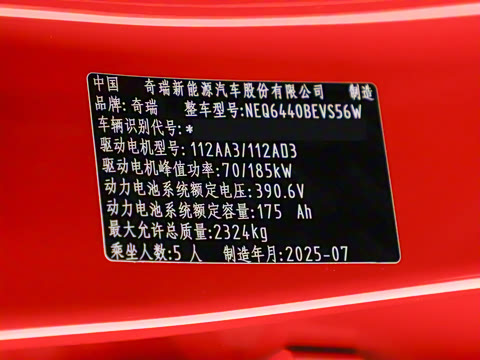 中国 奇瑞新能源汽车股份有限公司 制造
品牌:奇瑞 整车型号:NEQ6440BEVS56W
车辆识别代号:*
驱动电机型号:112AA3/112AD3
驱动电机峰值功率:70/185kW
动力电池系统额定电压:390.6V
动力电池系统额定容量:175 Ah
最大允许总质量:2324kg
乘坐人数:5 人 制造年月:2025-07